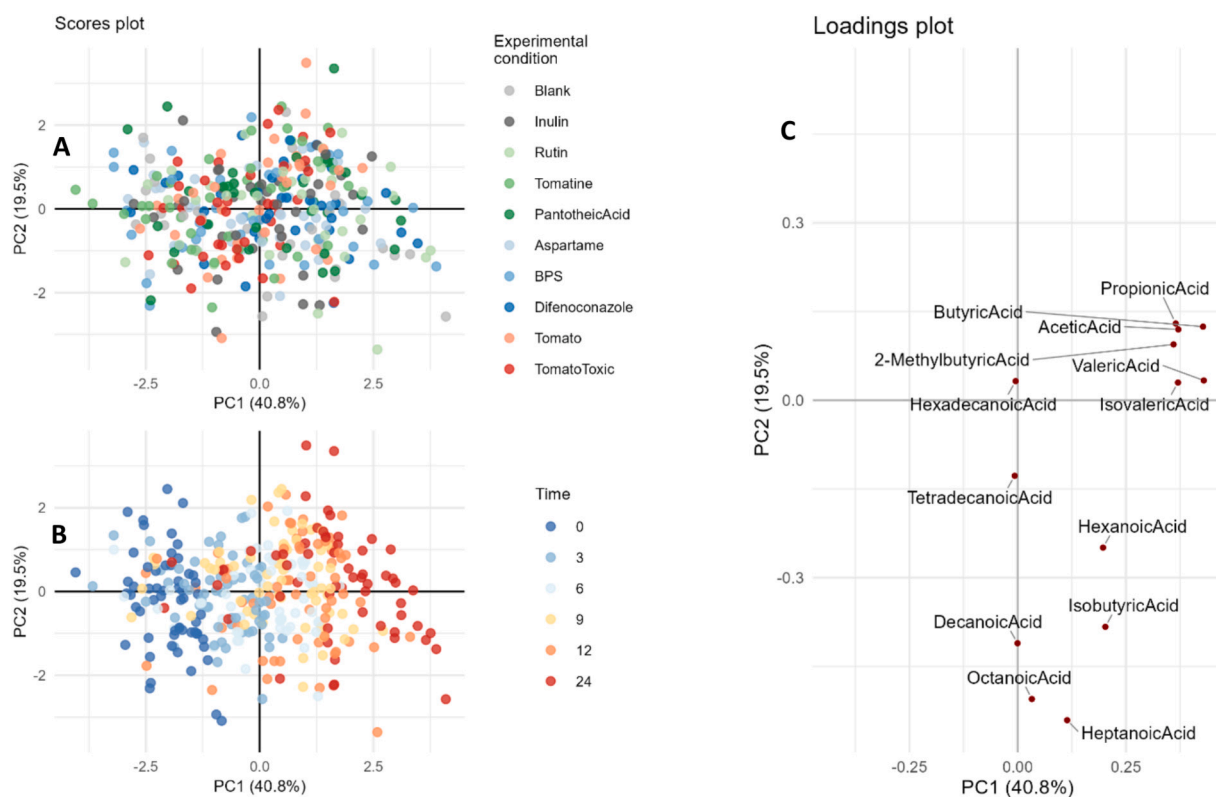 Scores plot
A
PC2 (19.5%)
2
0
-2
-2.5
0.0
2.5
PC1 (40.8%)
Experimental
condition
Blank
Inulin
Rutin
Tomatine
PantotheicAcid
Aspartame
BPS
Difenoconazole
Tomato
TomatoToxic
B
PC2 (19.5%)
2
0
-2
-2.5
0.0
2.5
PC1 (40.8%)
Time
0
3
6
9
12
24
Loadings plot
C
PC2 (19.5%)
0.3
0.0
-0.3
PropionicAcid
ButyricAcid
AceticAcid
2-MethylbutyricAcid
ValericAcid
HexadecanoicAcid
IsovalericAcid
TetradecanoicAcid
HexanoicAcid
IsobutyricAcid
DecanoicAcid
OctanoicAcid
HeptanoicAcid
-0.25
0.00
0.25
PC1 (40.8%)